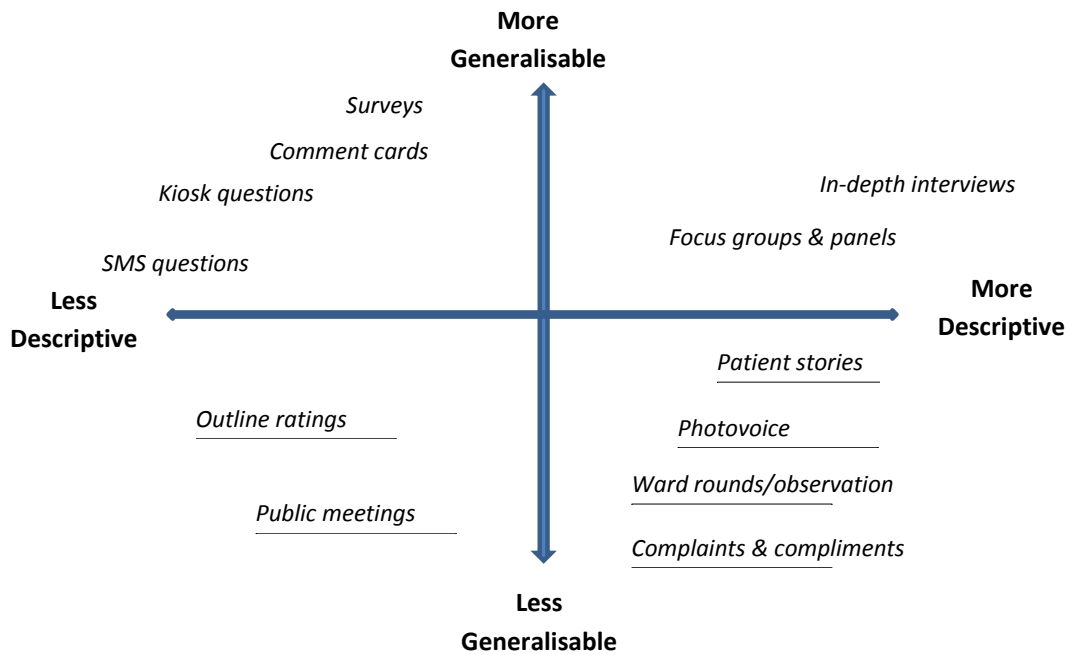 More
Generalisable
Surveys
Comment cards
Kiosk questions
In-depth interviews
Focus groups & panels
SMS questions
Less
Descriptive
More
Descriptive
Patient stories
Outline ratings
Photovoice
Ward rounds/observation
Public meetings
Complaints & compliments
Less
Generalisable